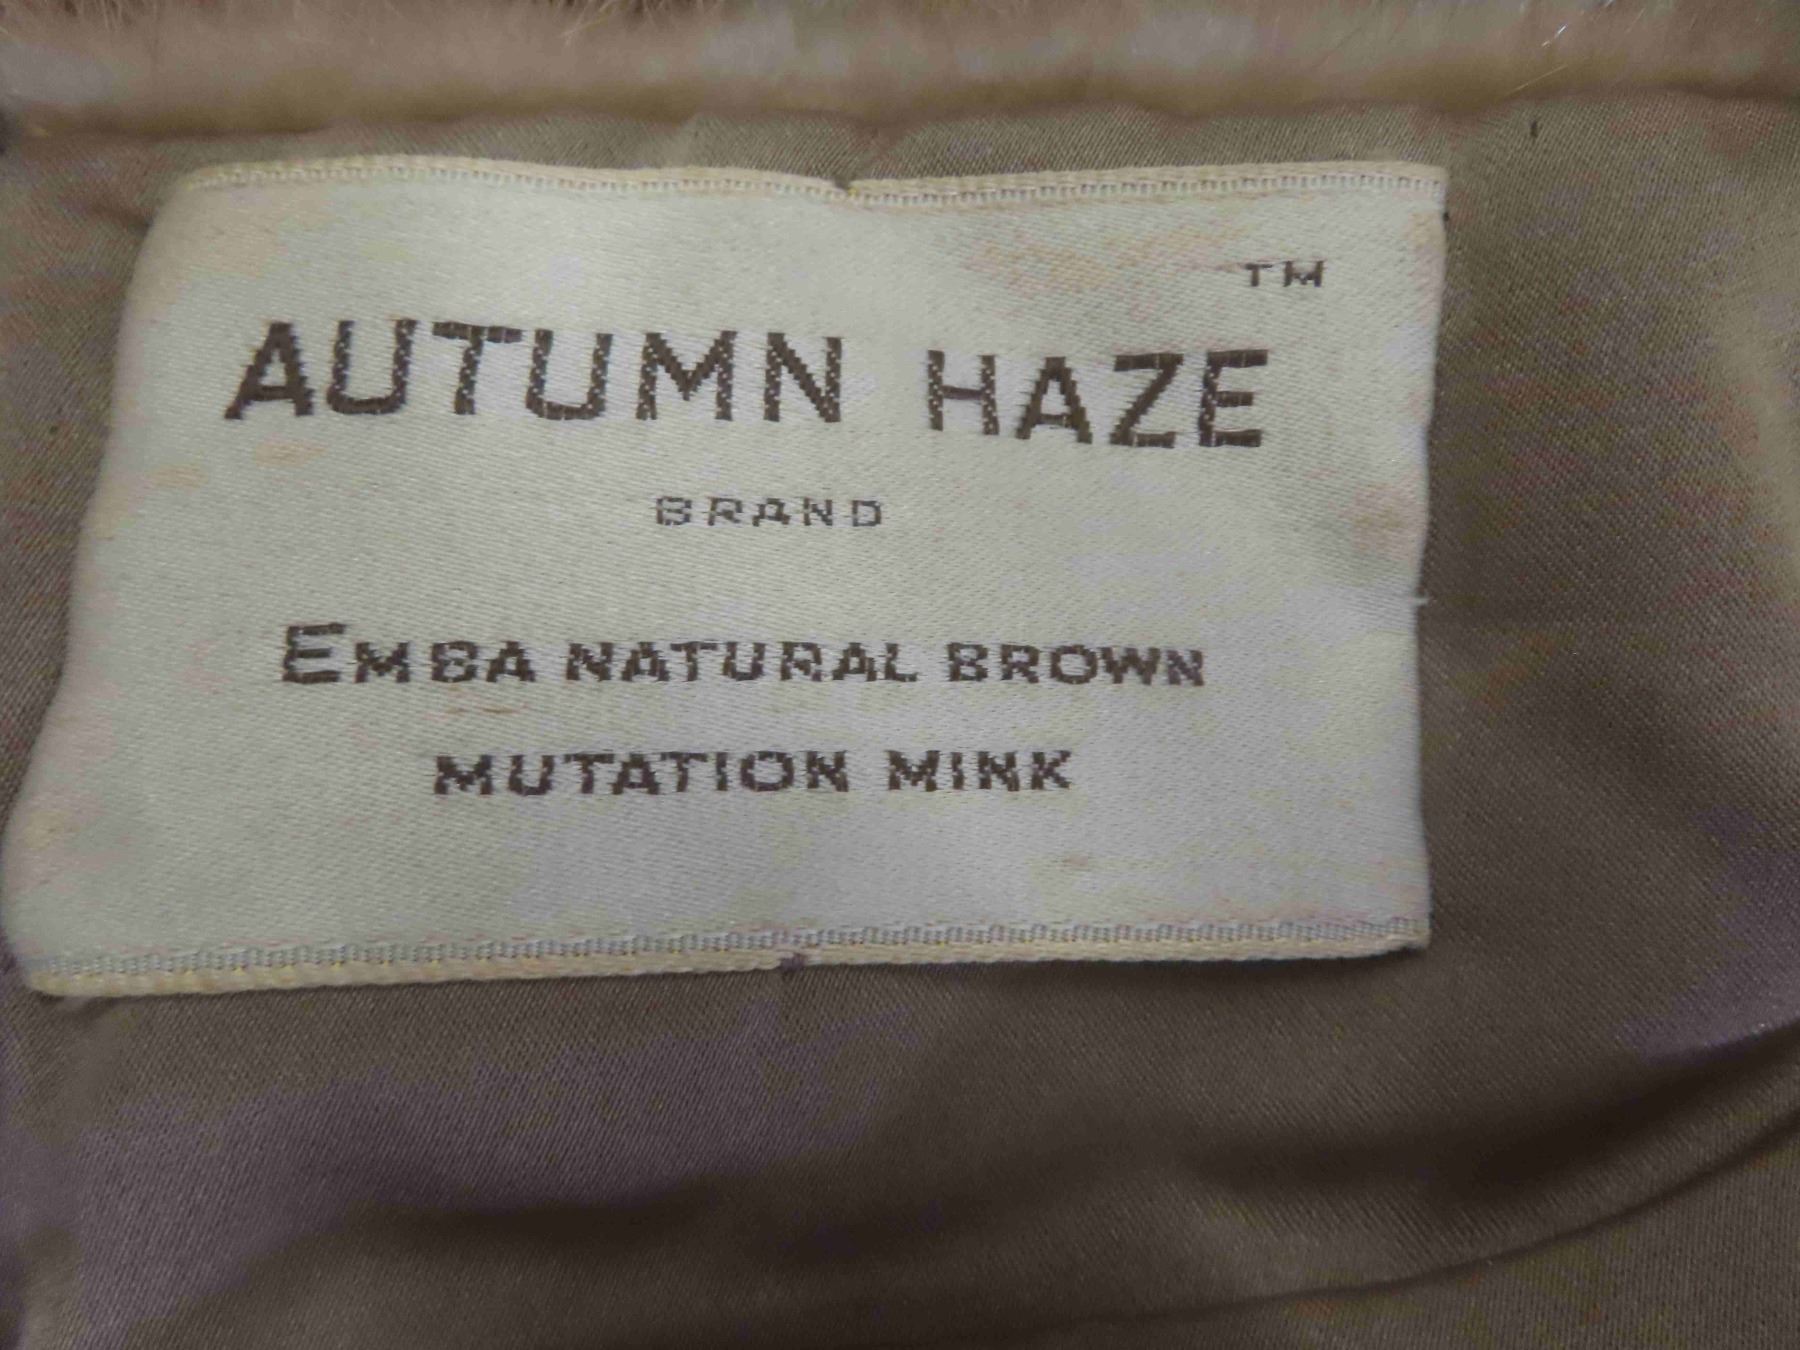 TM
AUTUMN HAZE
BRAND
EMBA NATURAL BROWN
MUTATION MINK